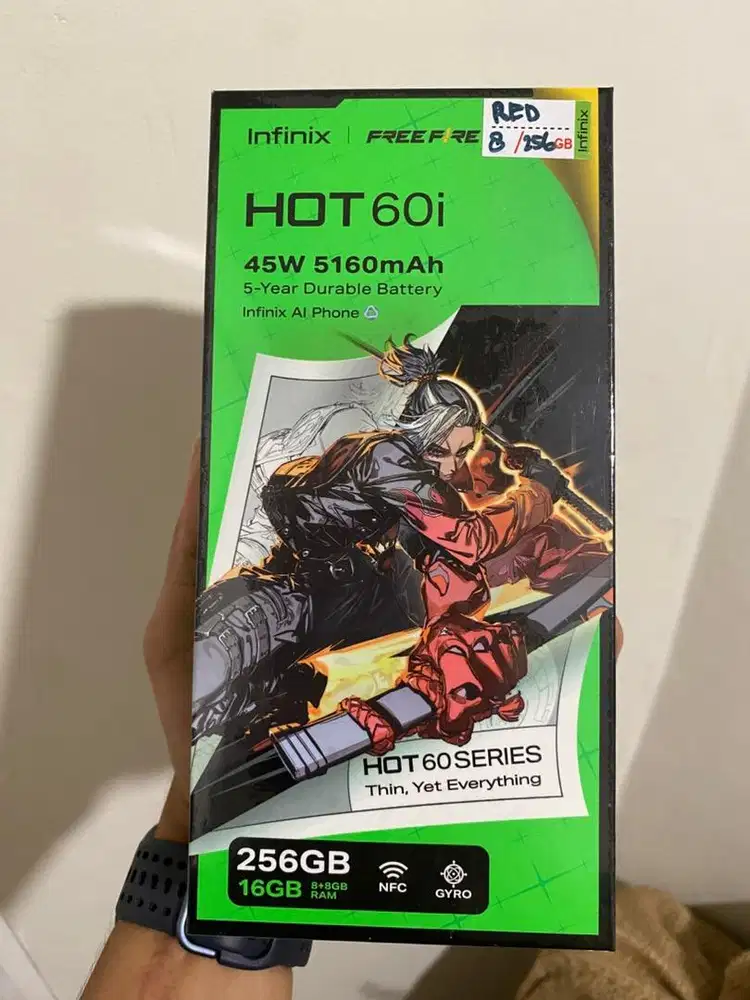 Infinix | FREE FIRE
RED
8 / 256GB
Infinix
HOT 60i
45W 5160mAh
5-Year Durable Battery
Infinix AI Phone
HOT 60 SERIES
Thin, Yet Everything
256GB
16GB 8+8GB RAM
NFC
GYRO